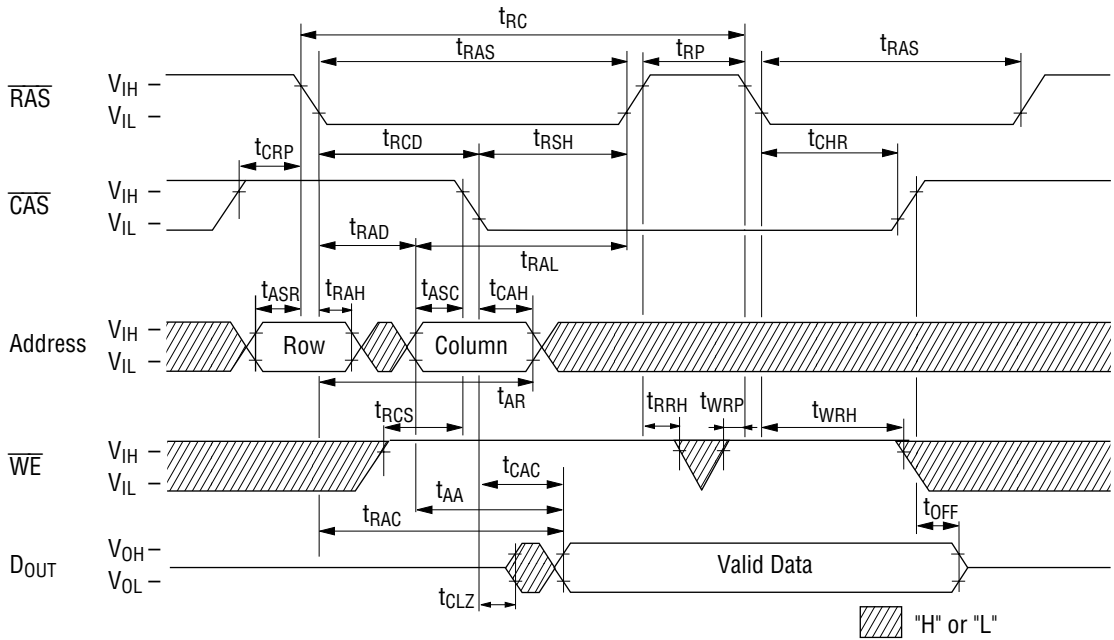 tRC
tRAS tRP tRAS
RAS VIH
VIL
tCRP tRCD tRSH tCHR
CAS VIH
VIL
tRAD
tRAL
tASR tRAH tASC tCAH
Address VIH
VIL
Row Column
tAR
tRCS tRRH tWRP tWRH
WE VIH
VIL
tCAC
tAA
tRAC
tOFF
DOUT VOH
VOL
Valid Data
tCLZ
"H" or "L"